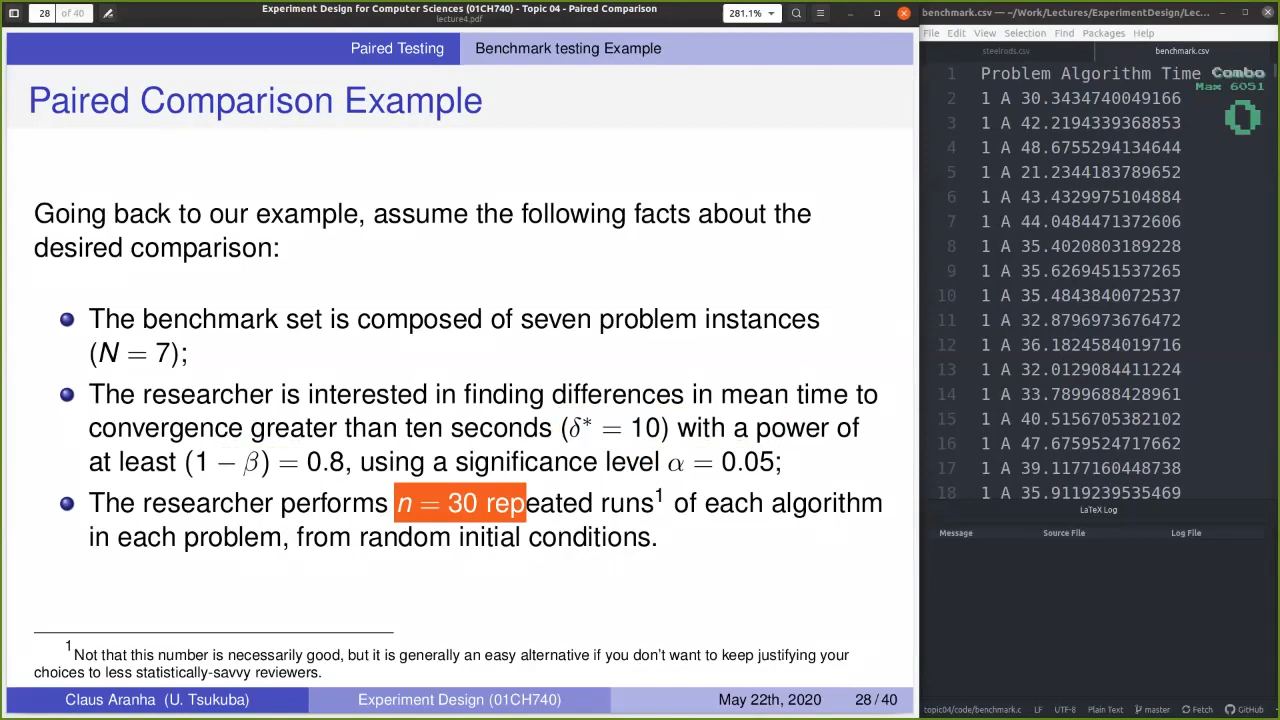 28 of 40
Experiment Design for Computer Sciences (01CH740) - Topic 04 - Paired Comparison
lecture4.pdf
281.1%
Paired Testing
Benchmark testing Example
Paired Comparison Example
Going back to our example, assume the following facts about the
desired comparison:
The benchmark set is composed of seven problem instances
(N = 7);
The researcher is interested in finding differences in mean time to
convergence greater than ten seconds (δ* = 10) with a power of
at least (1 − β) = 0.8, using a significance level α = 0.05;
The researcher performs n = 30 repeated runs¹ of each algorithm
in each problem, from random initial conditions.
¹Not that this number is necessarily good, but it is generally an easy alternative if you don't want to keep justifying your
choices to less statistically-savvy reviewers.
Claus Aranha (U. Tsukuba)
Experiment Design (01CH740)
May 22th, 2020
28 / 40
benchmark.csv — ~/Work/Lectures/ExperimentDesign/Lec...
File Edit View Selection Find Packages Help
steelrods.csv
benchmark.csv
1 Problem Algorithm Time
2 1 A 30.3434740049166
3 1 A 42.2194339368853
4 1 A 48.6755294134644
5 1 A 21.2344183789652
6 1 A 43.4329975104884
7 1 A 44.0484471372606
8 1 A 35.4020803189228
9 1 A 35.6269451537265
10 1 A 35.4843840072537
11 1 A 32.8796973676472
12 1 A 36.1824584019716
13 1 A 32.0129084411224
14 1 A 33.7899688428961
15 1 A 40.5156705382102
16 1 A 47.6759524717662
17 1 A 39.1177160448738
18 1 A 35.9119239535469
Combo
Max 6051
0
LaTeX Log
Message
Source File
Log File
topic04/code/benchmark.c LF UTF-8 Plain Text master Fetch GitHub